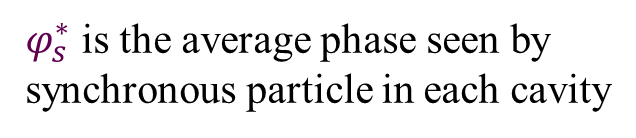 φ*ₛ is the average phase seen by
synchronous particle in each cavity